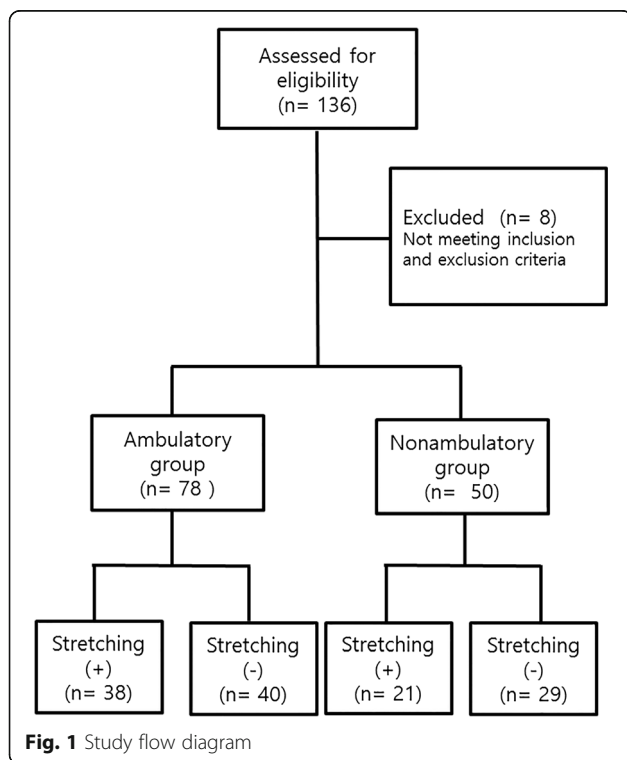 Assessed for
eligibility
(n= 136)
Excluded (n= 8)
Not meeting inclusion
and exclusion criteria
Ambulatory
group
(n= 78 )
Nonambulatory
group
(n= 50)
Stretching
(+)
(n= 38)
Stretching
(-)
(n= 40)
Stretching
(+)
(n= 21)
Stretching
(-)
(n= 29)
Fig. 1 Study flow diagram